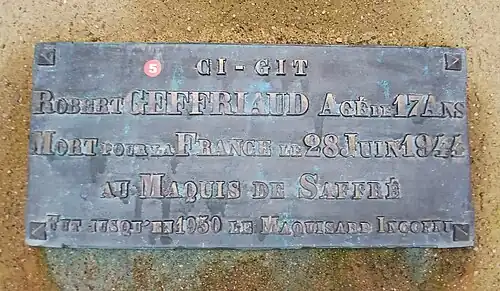 5
CI-GIT
ROBERT GEFFRIAUD AGÉ DE 17 ANS
MORT POUR LA FRANCE LE 28 JUIN 1944
AU MAQUIS DE SAFFRÉ
FUT JUSQU'EN 1950 LE MAQUISARD INCONNU